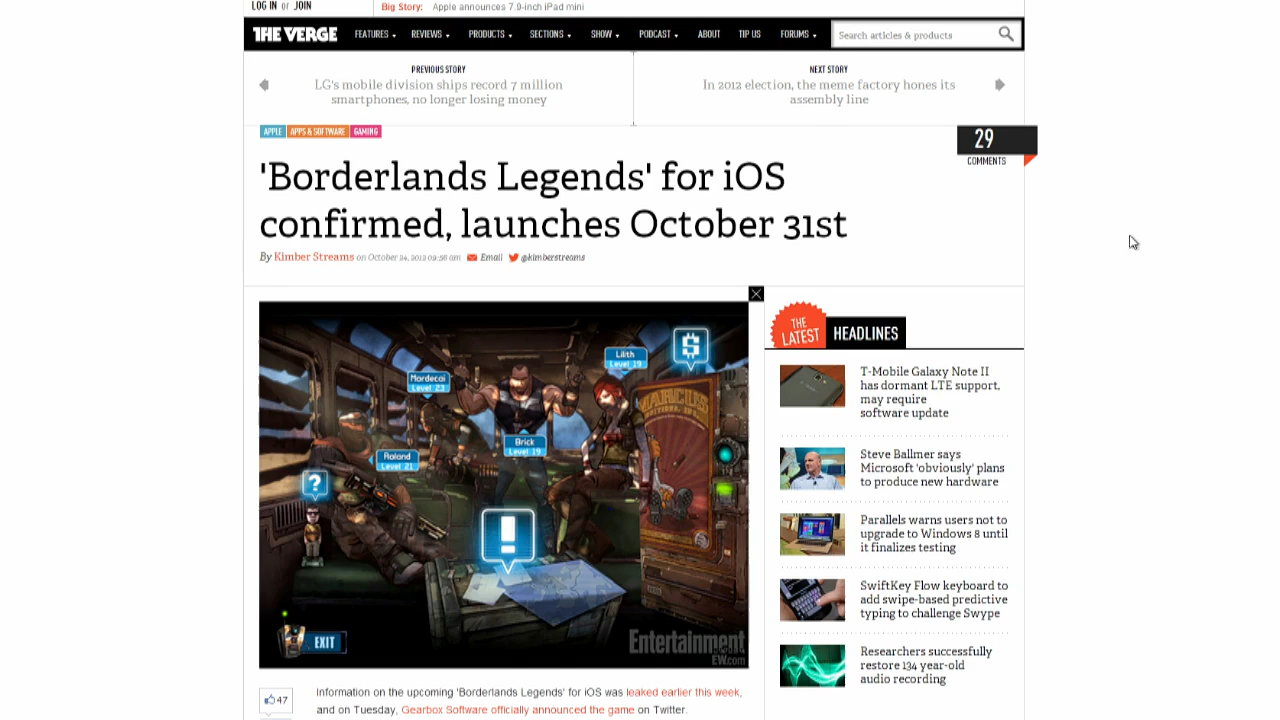 LOG IN or JOIN
Big Story: Apple announces 7.9-inch iPad mini
THE VERGE
FEATURES REVIEWS PRODUCTS SECTIONS SHOW PODCAST ABOUT TIP US FORUMS
Search articles & products
PREVIOUS STORY
LG's mobile division ships record 7 million
smartphones, no longer losing money
NEXT STORY
In 2012 election, the meme factory hones its
assembly line
APPLE APPS & SOFTWARE GAMING
29
COMMENTS
'Borderlands Legends' for iOS
confirmed, launches October 31st
By Kimber Streams on October 24, 2012 09:56 am Email @kimberstreams
Lilith
Level 19
$
Mordecai
Level 23
MARCUS
Brick
Level 19
Roland
Level 21
?
!
EXIT
Entertainment
EW.com
THE
LATEST
HEADLINES
T-Mobile Galaxy Note II
has dormant LTE support,
may require
software update
Steve Ballmer says
Microsoft 'obviously' plans
to produce new hardware
Parallels warns users not to
upgrade to Windows 8 until
it finalizes testing
SwiftKey Flow keyboard to
add swipe-based predictive
typing to challenge Swype
Researchers successfully
restore 134 year-old
audio recording
47
Information on the upcoming 'Borderlands Legends' for iOS was leaked earlier this week,
and on Tuesday, Gearbox Software officially announced the game on Twitter.